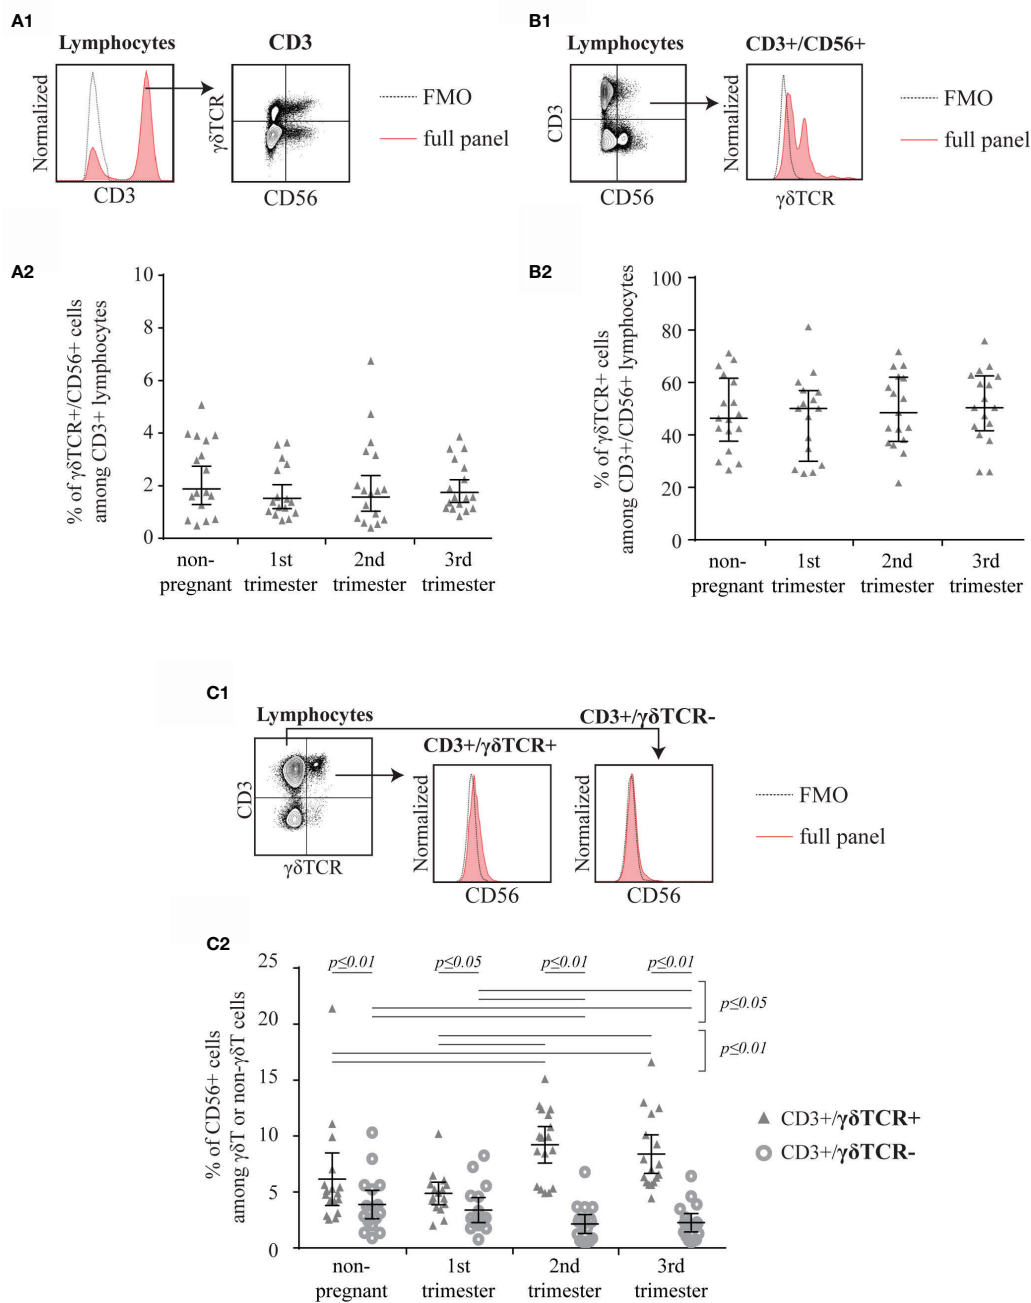 A1
Lymphocytes
CD3
Normalized
CD3
γδTCR
CD56
FMO
full panel
B1
Lymphocytes
CD3+/CD56+
CD3
CD56
Normalized
γδTCR
FMO
full panel
A2
% of γδTCR+/CD56+ cells
among CD3+ lymphocytes
10
8
6
4
2
0
non-
pregnant
1st
trimester
2nd
trimester
3rd
trimester
B2
% of γδTCR+ cells
among CD3+/CD56+ lymphocytes
100
80
60
40
20
0
non-
pregnant
1st
trimester
2nd
trimester
3rd
trimester
C1
Lymphocytes
CD3+/γδTCR-
CD3+/γδTCR+
CD3
γδTCR
Normalized
CD56
Normalized
CD56
FMO
full panel
C2
% of CD56+ cells
among γδT or non-γδT cells
25
20
15
10
5
0
p≤0.01
p≤0.05
p≤0.01
p≤0.01
p≤0.05
p≤0.01
CD3+/γδTCR+
CD3+/γδTCR-
non-
pregnant
1st
trimester
2nd
trimester
3rd
trimester